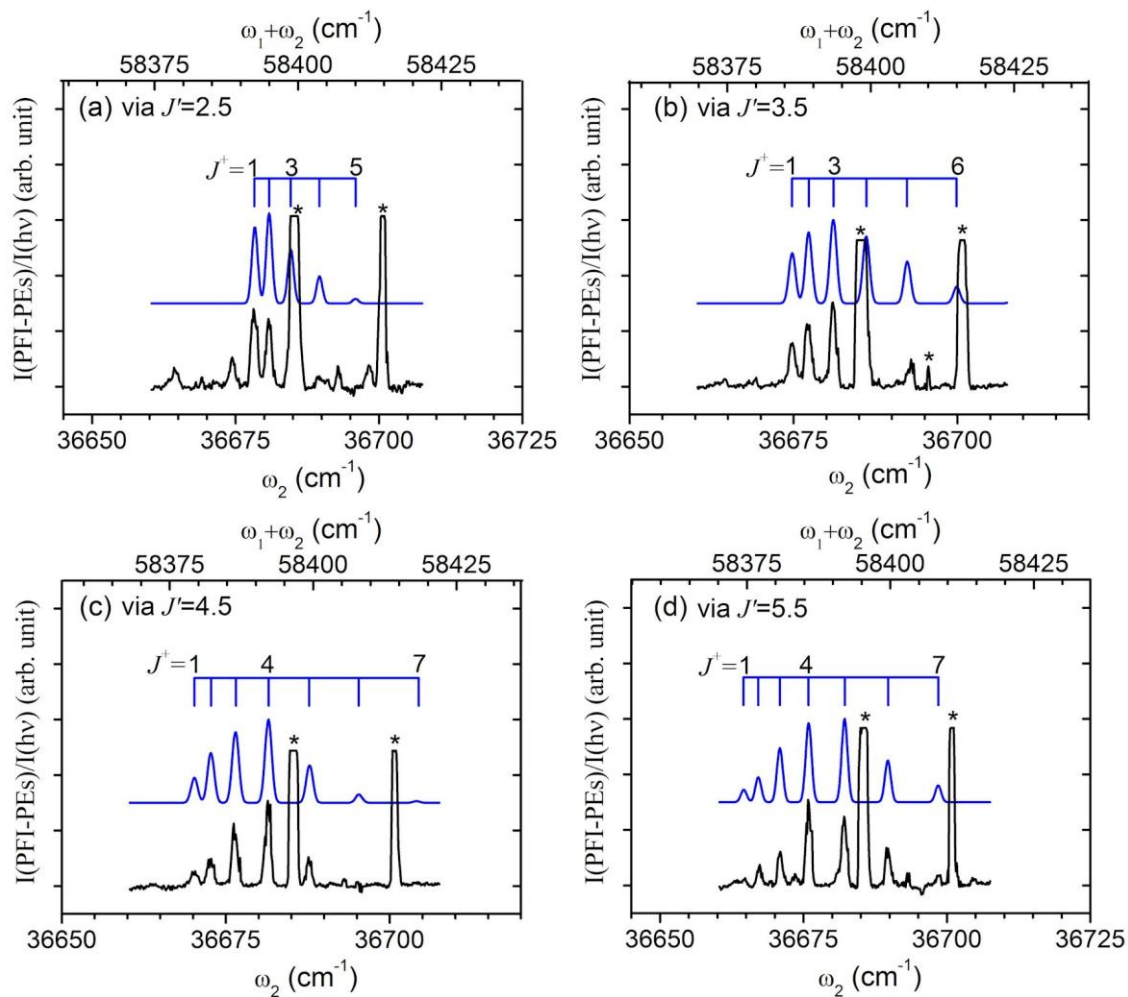 ω₁+ω₂ (cm⁻¹)
58375 58400 58425
(a) via J'=2.5
J⁺=1 3 5
* *
I(PFI-PEs)/I(hν) (arb. unit)
36650 36675 36700 36725
ω₂ (cm⁻¹)
ω₁+ω₂ (cm⁻¹)
58375 58400 58425
(b) via J'=3.5
J⁺=1 3 6
* * *
I(PFI-PEs)/I(hν) (arb. unit)
36650 36675 36700
ω₂ (cm⁻¹)
ω₁+ω₂ (cm⁻¹)
58375 58400 58425
(c) via J'=4.5
J⁺=1 4 7
* *
I(PFI-PEs)/I(hν) (arb. unit)
36650 36675 36700
ω₂ (cm⁻¹)
ω₁+ω₂ (cm⁻¹)
58375 58400 58425
(d) via J'=5.5
J⁺=1 4 7
* *
I(PFI-PEs)/I(hν) (arb. unit)
36650 36675 36700 36725
ω₂ (cm⁻¹)